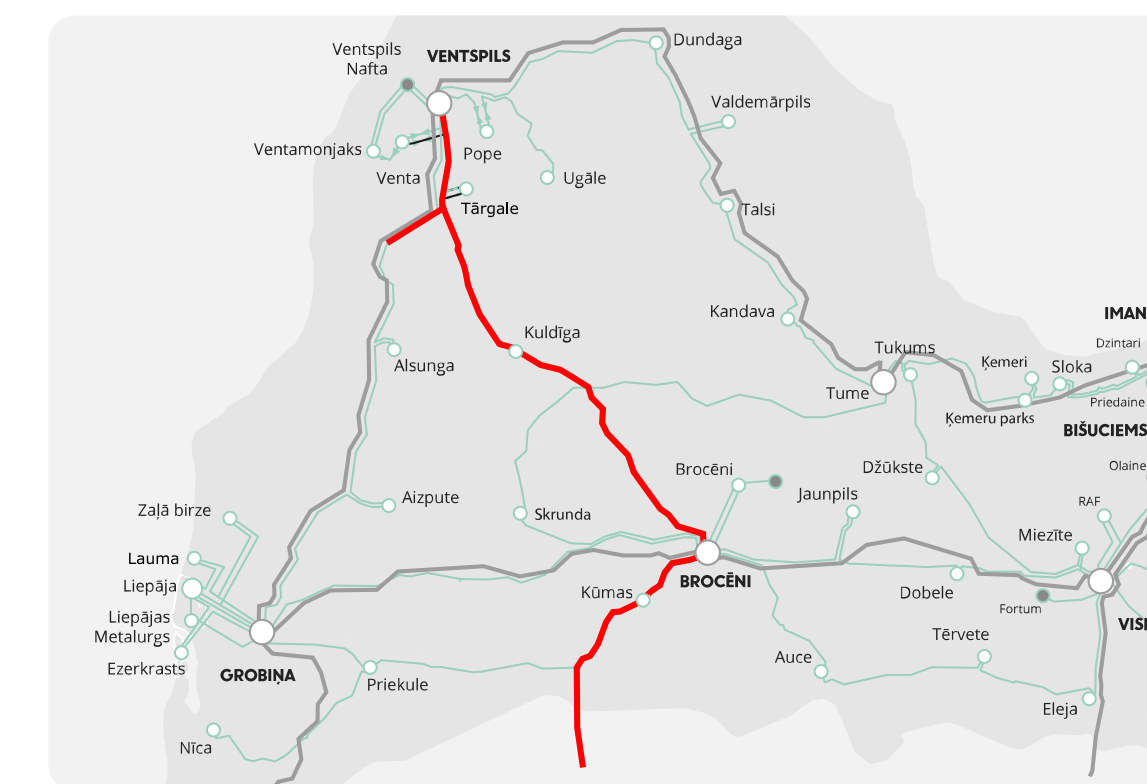 Ventspils
Nafta
VENTSPILS
Dundaga
Valdemārpils
Ventamonjaks
Pope
Venta
Ugāle
Tārgale
Talsi
Kandava
IMAN
Kuldīga
Dzintari
Tukums
Alsunga
Ķemeri
Sloka
Tume
Priedaine
Ķemeru parks
BIŠUCIEMS
Brocēni
Džūkste
Olaine
Jaunpils
Aizpute
RAF
Zaļā birze
Skrunda
Miezīte
Lauma
BROCĒNI
Liepāja
Kūmas
Dobele
Fortum
Liepājas
Metalurgs
VISI
Tērvete
Ezerkrasts
GROBIŅA
Auce
Priekule
Eleja
Nīca